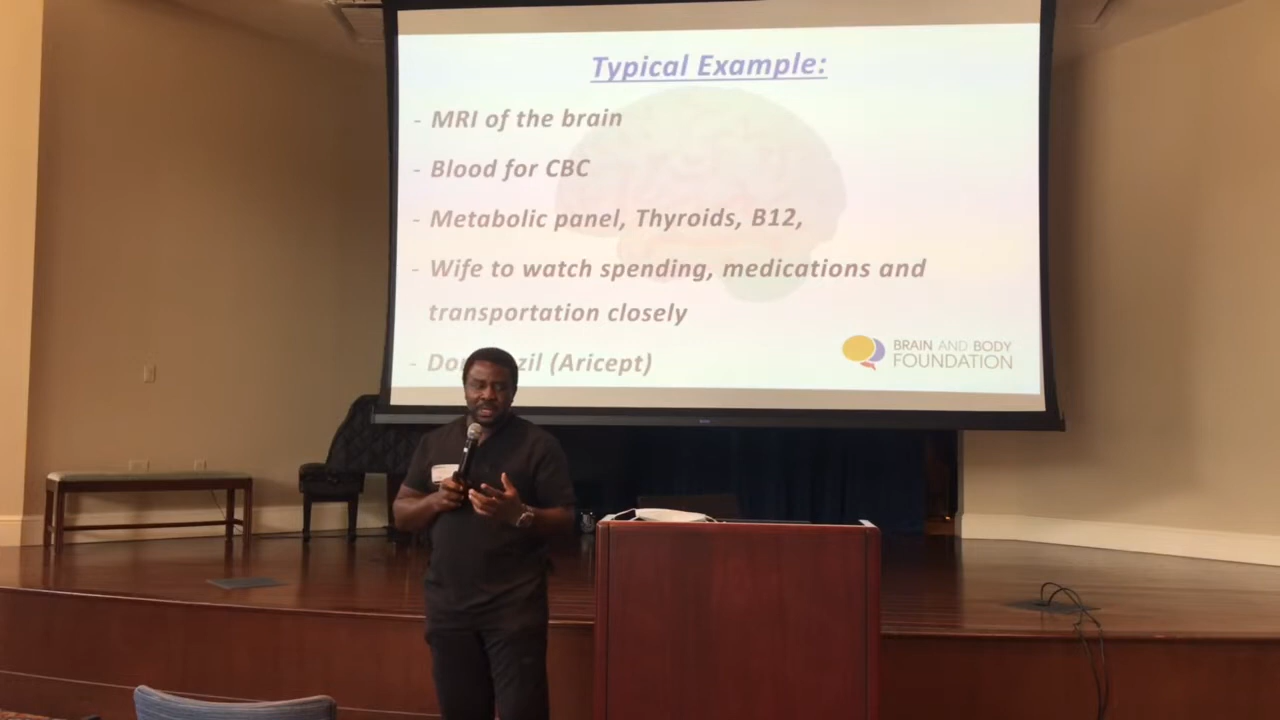 Typical Example:
- MRI of the brain
- Blood for CBC
- Metabolic panel, Thyroids, B12,
- Wife to watch spending, medications and
transportation closely
- (Aricept)
BRAIN AND BODY
FOUNDATION